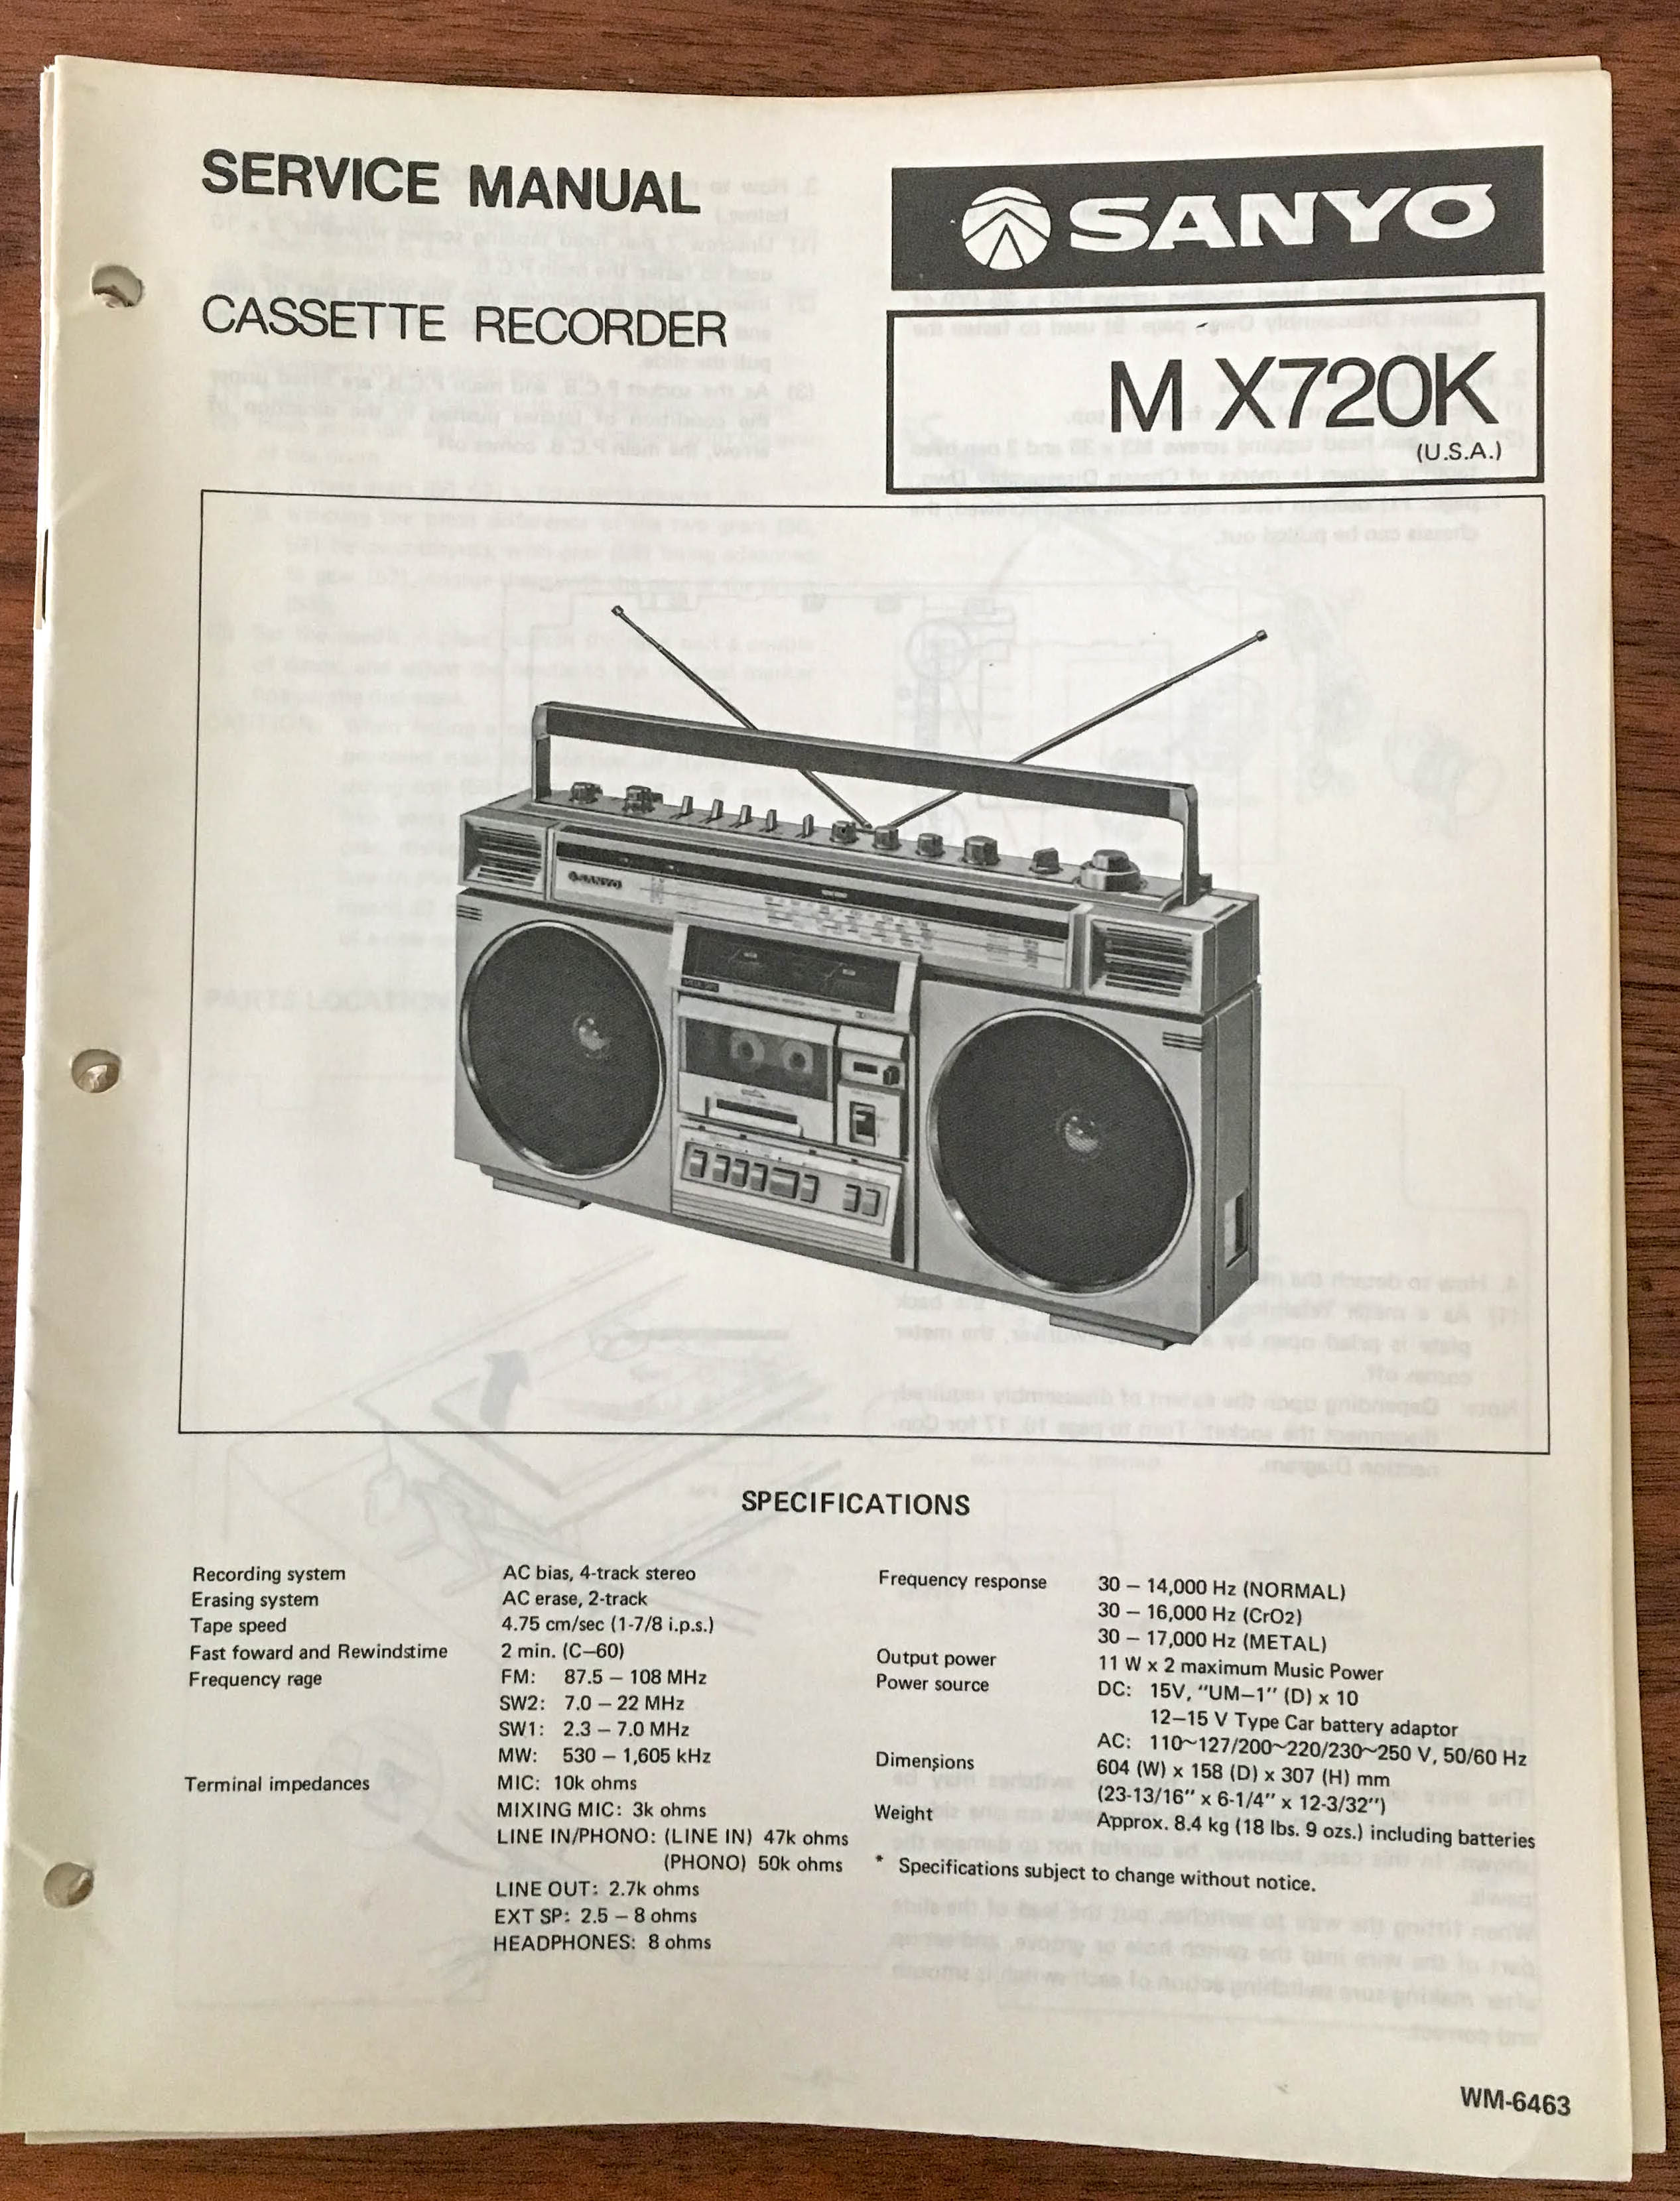 SERVICE MANUAL
CASSETTE RECORDER
SANYO
M X720K
(U.S.A.)
SANYO
SPECIFICATIONS
Recording system AC bias, 4-track stereo
Erasing system AC erase, 2-track
Tape speed 4.75 cm/sec (1-7/8 i.p.s.)
Fast foward and Rewindstime 2 min. (C–60)
Frequency rage FM: 87.5 – 108 MHz
SW2: 7.0 – 22 MHz
SW1: 2.3 – 7.0 MHz
MW: 530 – 1,605 kHz
Terminal impedances MIC: 10k ohms
MIXING MIC: 3k ohms
LINE IN/PHONO: (LINE IN) 47k ohms
(PHONO) 50k ohms
LINE OUT: 2.7k ohms
EXT SP: 2.5 – 8 ohms
HEADPHONES: 8 ohms
Frequency response 30 – 14,000 Hz (NORMAL)
30 – 16,000 Hz (CrO2)
30 – 17,000 Hz (METAL)
Output power 11 W x 2 maximum Music Power
Power source DC: 15V, "UM–1" (D) x 10
12–15 V Type Car battery adaptor
AC: 110~127/200~220/230~250 V, 50/60 Hz
Dimensions 604 (W) x 158 (D) x 307 (H) mm
(23-13/16" x 6-1/4" x 12-3/32")
Weight Approx. 8.4 kg (18 lbs. 9 ozs.) including batteries
* Specifications subject to change without notice.
WM-6463